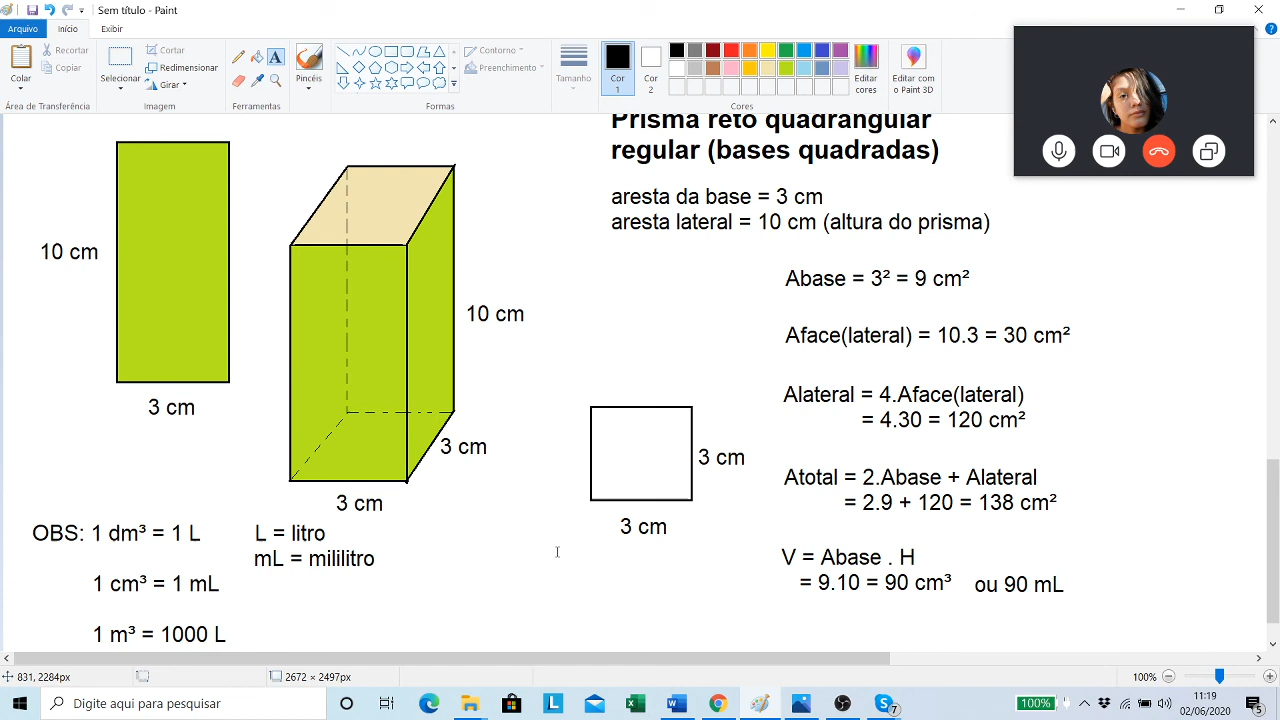 Sem título - Paint
Arquivo
Início
Exibir
Colar
Recortar
Área de Transferência
Selecionar
Cortar
Girar
Imagem
Ferramentas
Pincéis
Formas
Contorno
Preenchimento
Tamanho
Cor 1
Cor 2
Cores
Editar cores
Editar com o Paint 3D
Prisma reto quadrangular
regular (bases quadradas)
aresta da base = 3 cm
aresta lateral = 10 cm (altura do prisma)
10 cm
3 cm
10 cm
3 cm
3 cm
3 cm
3 cm
Abase = 3² = 9 cm²
Aface(lateral) = 10.3 = 30 cm²
Alateral = 4.Aface(lateral)
= 4.30 = 120 cm²
Atotal = 2.Abase + Alateral
= 2.9 + 120 = 138 cm²
V = Abase . H
= 9.10 = 90 cm³ ou 90 mL
OBS: 1 dm³ = 1 L
L = litro
mL = mililitro
1 cm³ = 1 mL
1 m³ = 1000 L
831, 2284px
2672 × 2497px
100%
Digite aqui para pesquisar
100%
11:19
02/06/2020
7
5